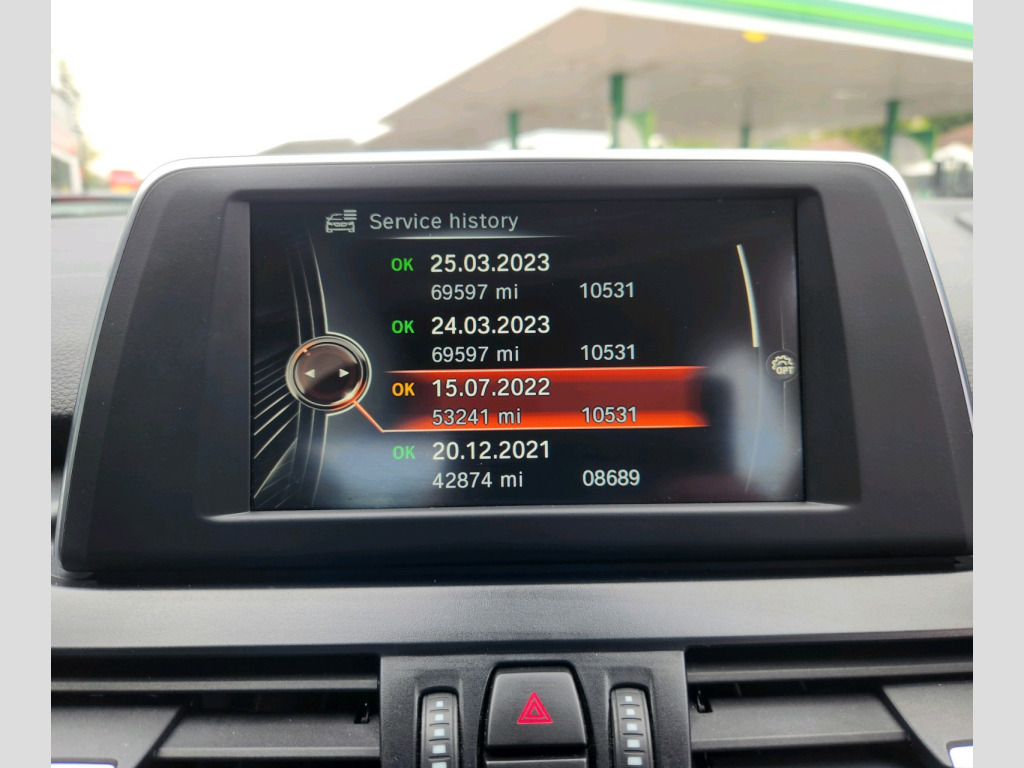 Service history
OK 25.03.2023
69597 mi 10531
OK 24.03.2023
69597 mi 10531
OK 15.07.2022
53241 mi 10531
OK 20.12.2021
42874 mi 08689
OPT